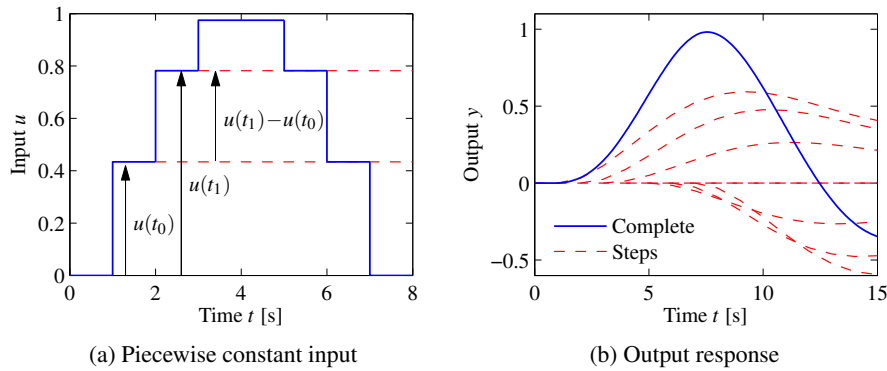 1
0.8
0.6
0.4
0.2
0
Input u
u(t₁)−u(t₀)
u(t₁)
u(t₀)
0 2 4 6 8
Time t [s]
(a) Piecewise constant input
1
0.5
0
−0.5
Output y
Complete
Steps
0 5 10 15
Time t [s]
(b) Output response